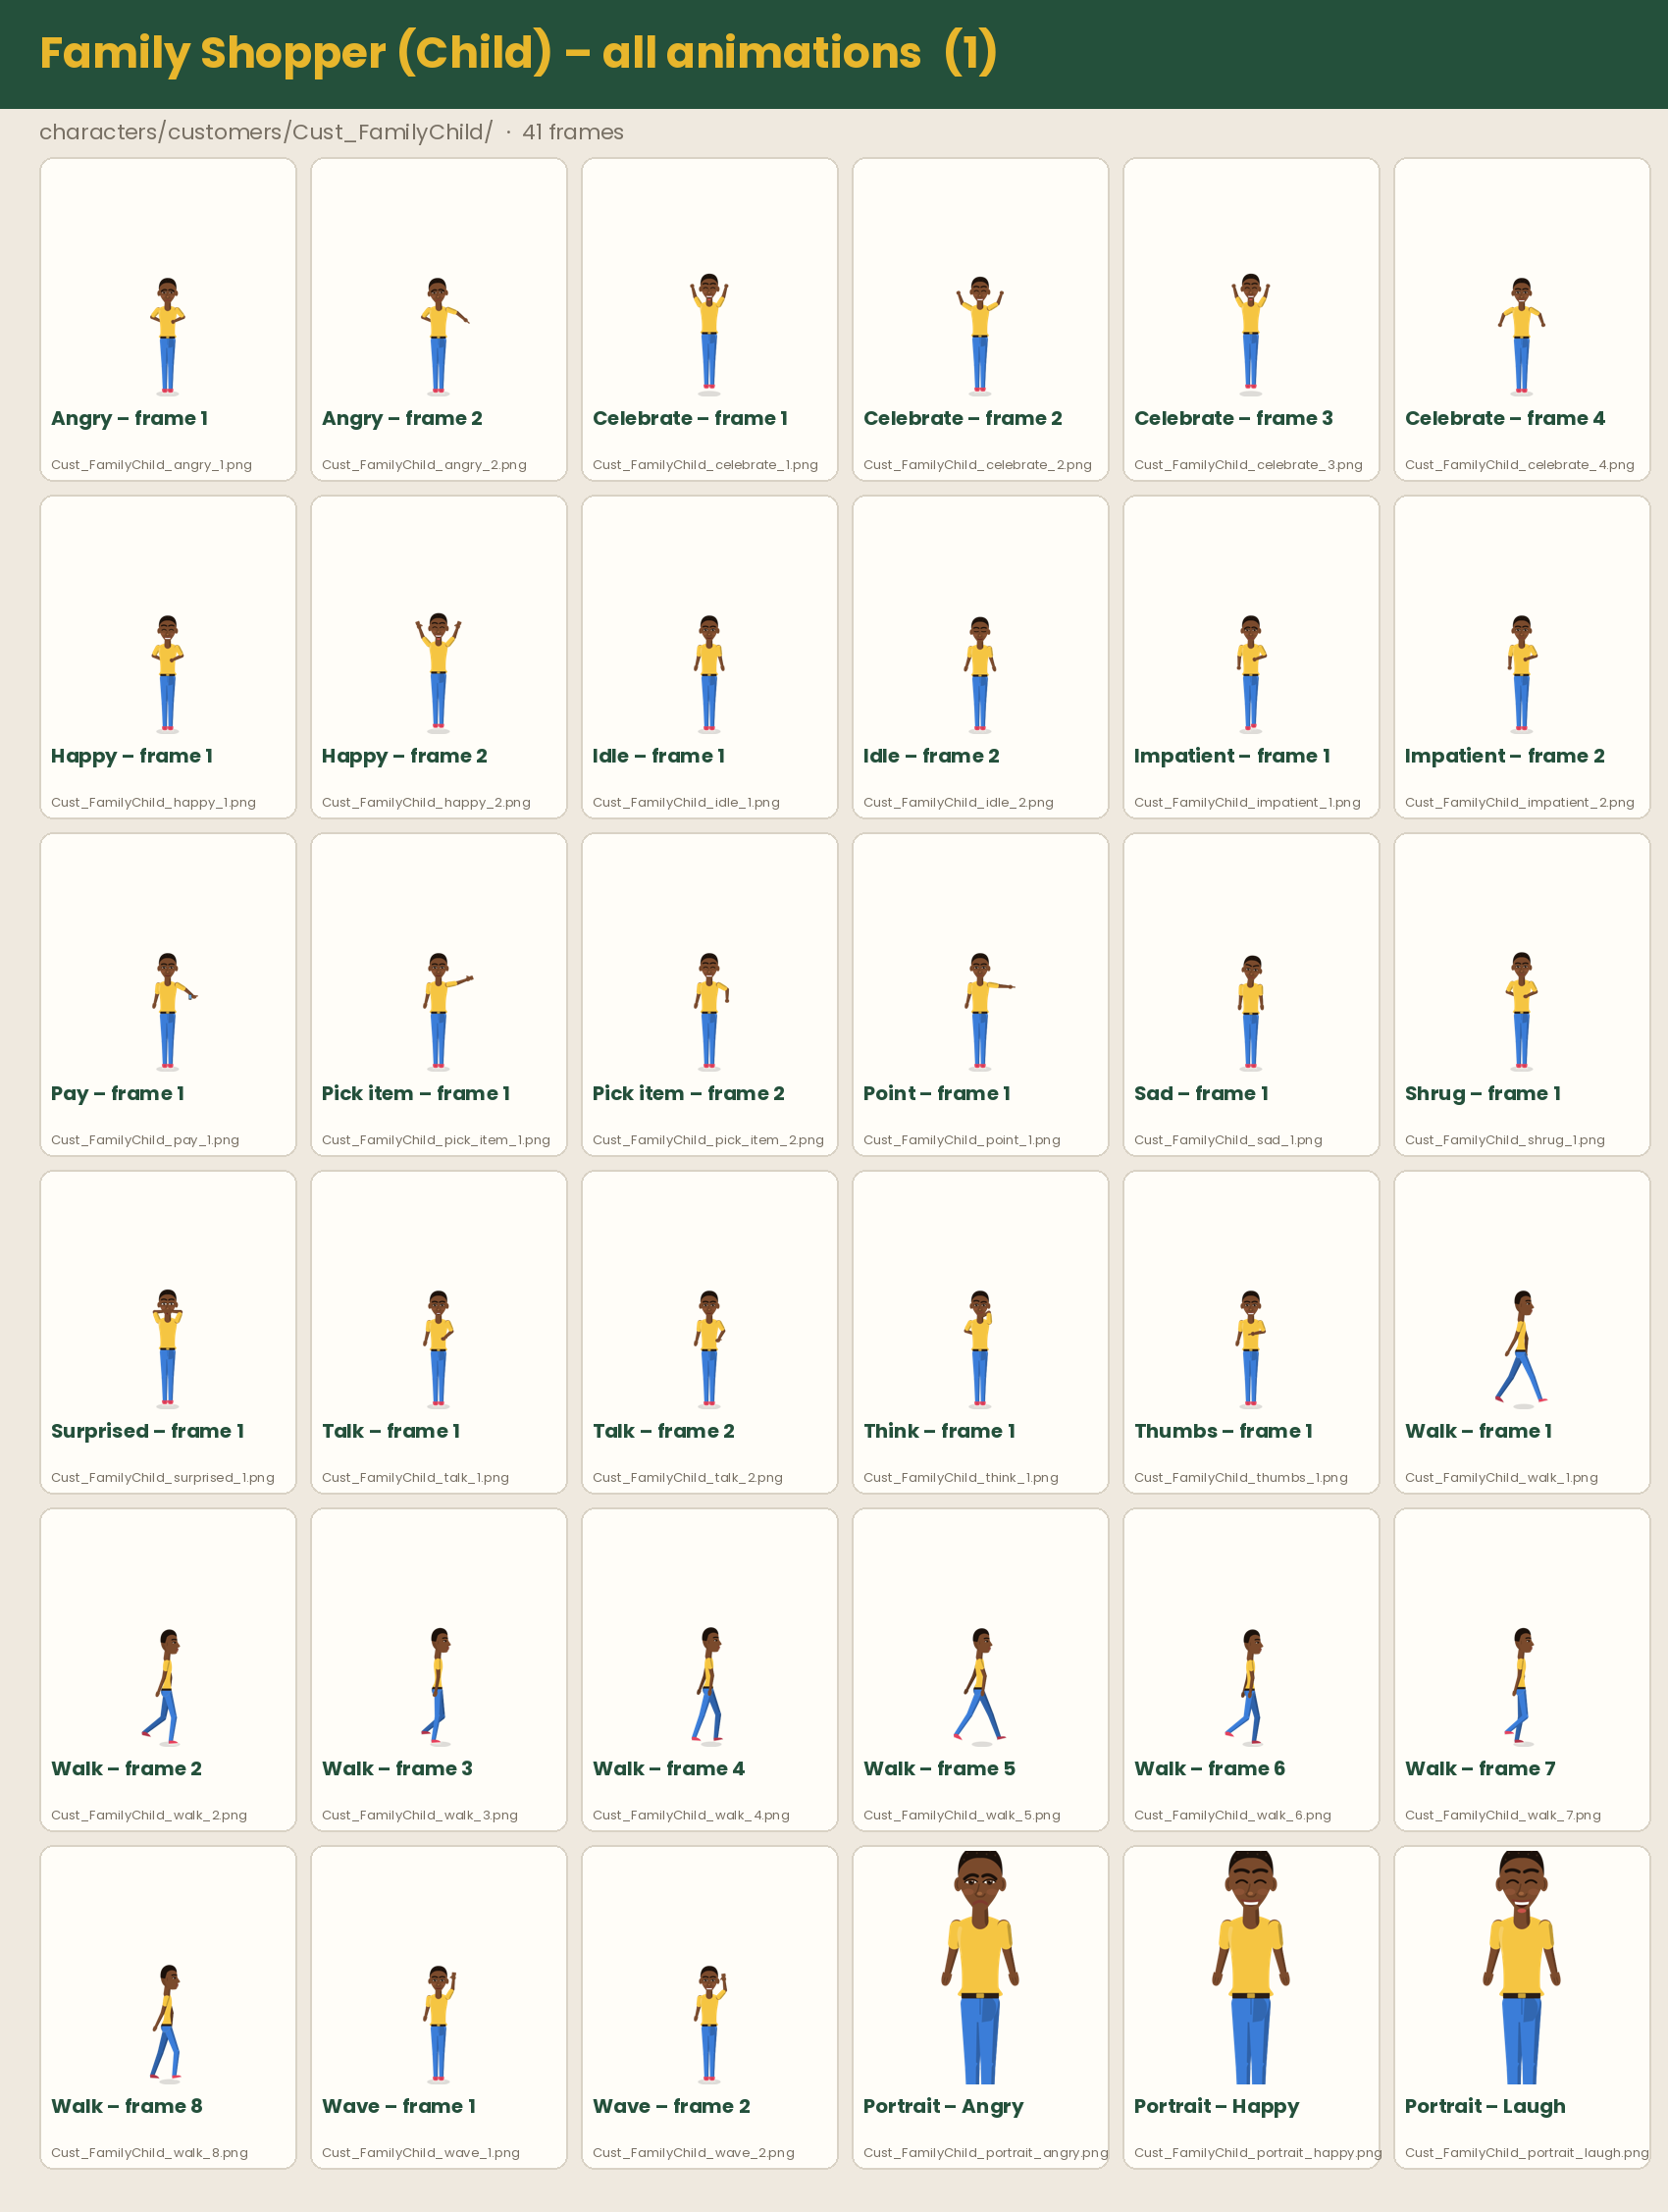 Family Shopper (Child) – all animations (1)
characters/customers/Cust_FamilyChild/ · 41 frames
Angry – frame 1
Cust_FamilyChild_angry_1.png
Angry – frame 2
Cust_FamilyChild_angry_2.png
Celebrate – frame 1
Cust_FamilyChild_celebrate_1.png
Celebrate – frame 2
Cust_FamilyChild_celebrate_2.png
Celebrate – frame 3
Cust_FamilyChild_celebrate_3.png
Celebrate – frame 4
Cust_FamilyChild_celebrate_4.png
Happy – frame 1
Cust_FamilyChild_happy_1.png
Happy – frame 2
Cust_FamilyChild_happy_2.png
Idle – frame 1
Cust_FamilyChild_idle_1.png
Idle – frame 2
Cust_FamilyChild_idle_2.png
Impatient – frame 1
Cust_FamilyChild_impatient_1.png
Impatient – frame 2
Cust_FamilyChild_impatient_2.png
Pay – frame 1
Cust_FamilyChild_pay_1.png
Pick item – frame 1
Cust_FamilyChild_pick_item_1.png
Pick item – frame 2
Cust_FamilyChild_pick_item_2.png
Point – frame 1
Cust_FamilyChild_point_1.png
Sad – frame 1
Cust_FamilyChild_sad_1.png
Shrug – frame 1
Cust_FamilyChild_shrug_1.png
Surprised – frame 1
Cust_FamilyChild_surprised_1.png
Talk – frame 1
Cust_FamilyChild_talk_1.png
Talk – frame 2
Cust_FamilyChild_talk_2.png
Think – frame 1
Cust_FamilyChild_think_1.png
Thumbs – frame 1
Cust_FamilyChild_thumbs_1.png
Walk – frame 1
Cust_FamilyChild_walk_1.png
Walk – frame 2
Cust_FamilyChild_walk_2.png
Walk – frame 3
Cust_FamilyChild_walk_3.png
Walk – frame 4
Cust_FamilyChild_walk_4.png
Walk – frame 5
Cust_FamilyChild_walk_5.png
Walk – frame 6
Cust_FamilyChild_walk_6.png
Walk – frame 7
Cust_FamilyChild_walk_7.png
Walk – frame 8
Cust_FamilyChild_walk_8.png
Wave – frame 1
Cust_FamilyChild_wave_1.png
Wave – frame 2
Cust_FamilyChild_wave_2.png
Portrait – Angry
Cust_FamilyChild_portrait_angry.png
Portrait – Happy
Cust_FamilyChild_portrait_happy.png
Portrait – Laugh
Cust_FamilyChild_portrait_laugh.png